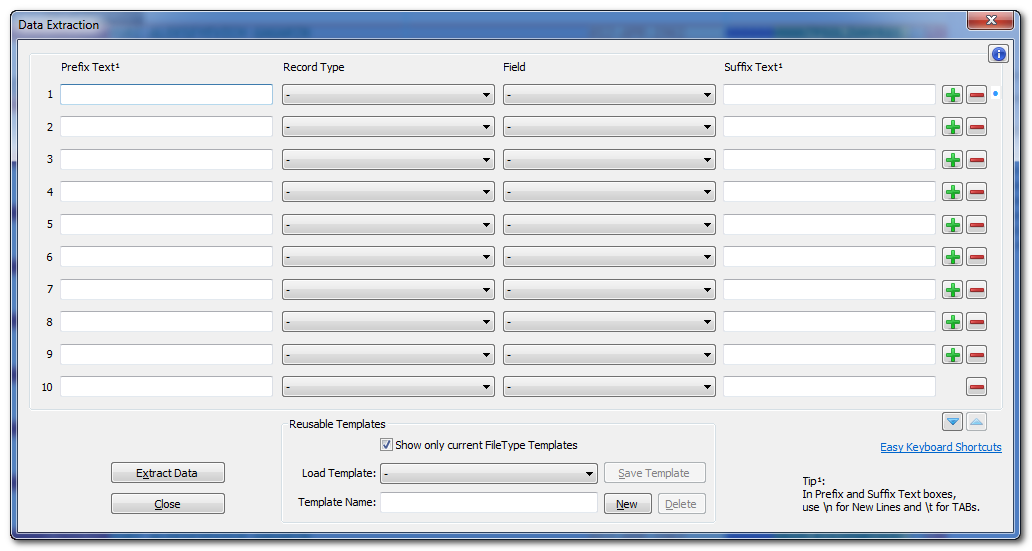 Data Extraction
Prefix Text¹ Record Type Field Suffix Text¹
1 - -
2 - -
3 - -
4 - -
5 - -
6 - -
7 - -
8 - -
9 - -
10 - -
Reusable Templates
Show only current FileType Templates
Easy Keyboard Shortcuts
Extract Data Load Template: - Save Template
Close Template Name: New Delete
Tip¹:
In Prefix and Suffix Text boxes,
use \n for New Lines and \t for TABs.